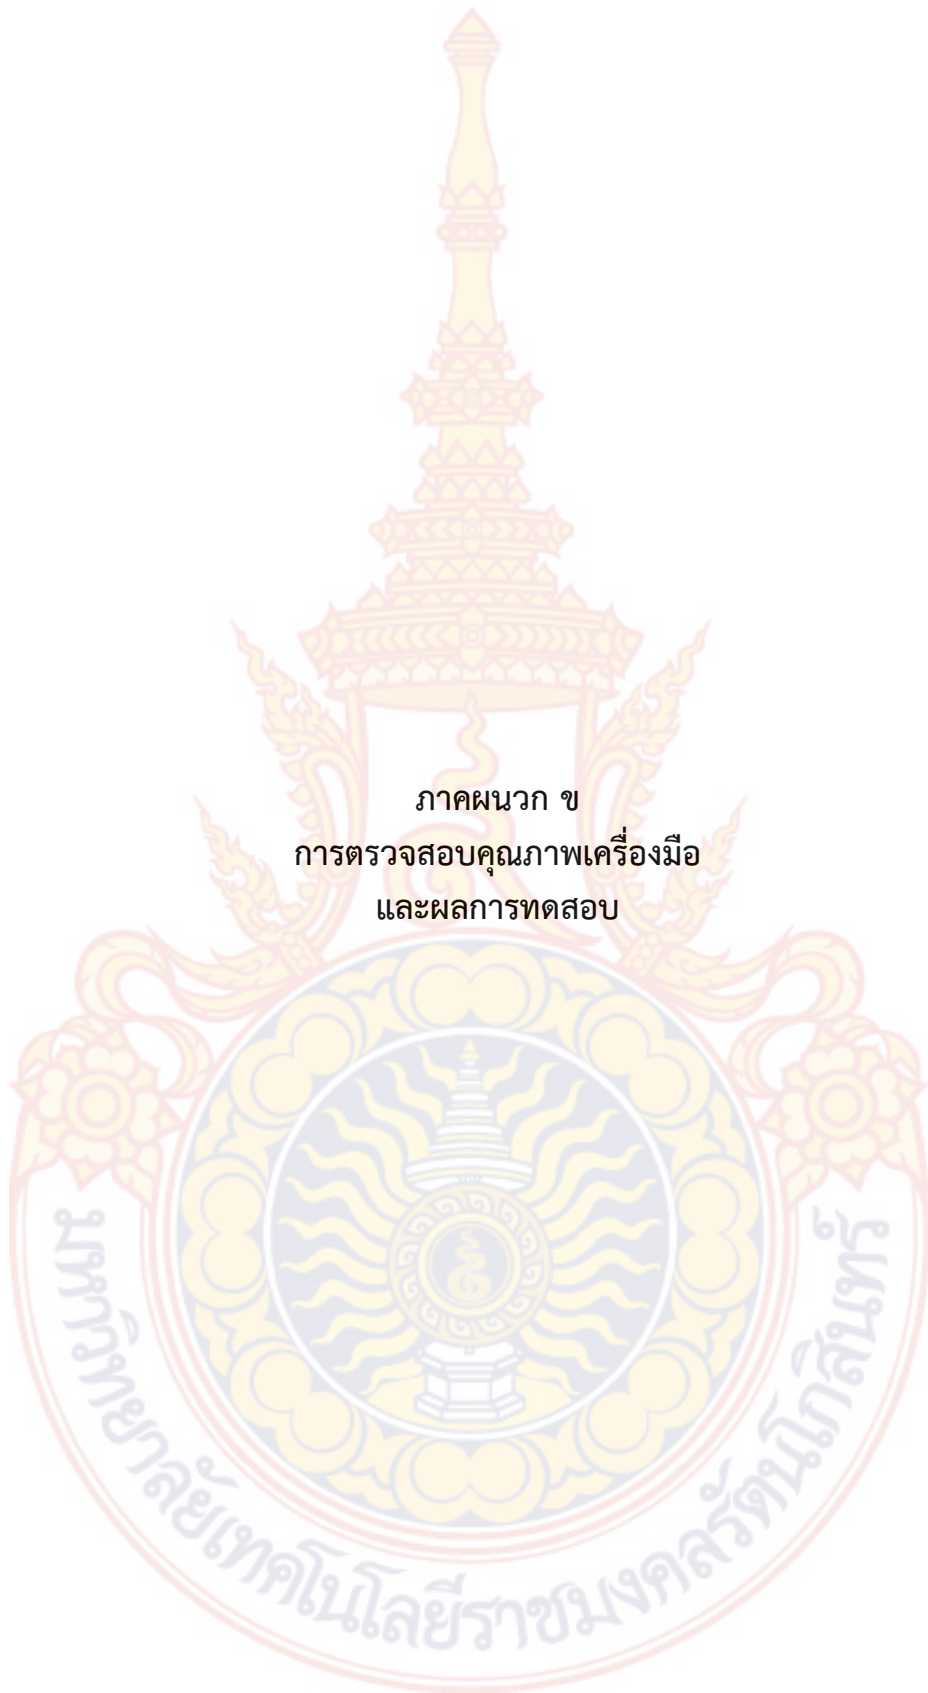 ภาคผนวก ข
การตรวจสอบคุณภาพเครื่องมือ
และผลการทดสอบ
มหาวิทยาลัยเทคโนโลยีราชมงคลรัตนโกสินทร์